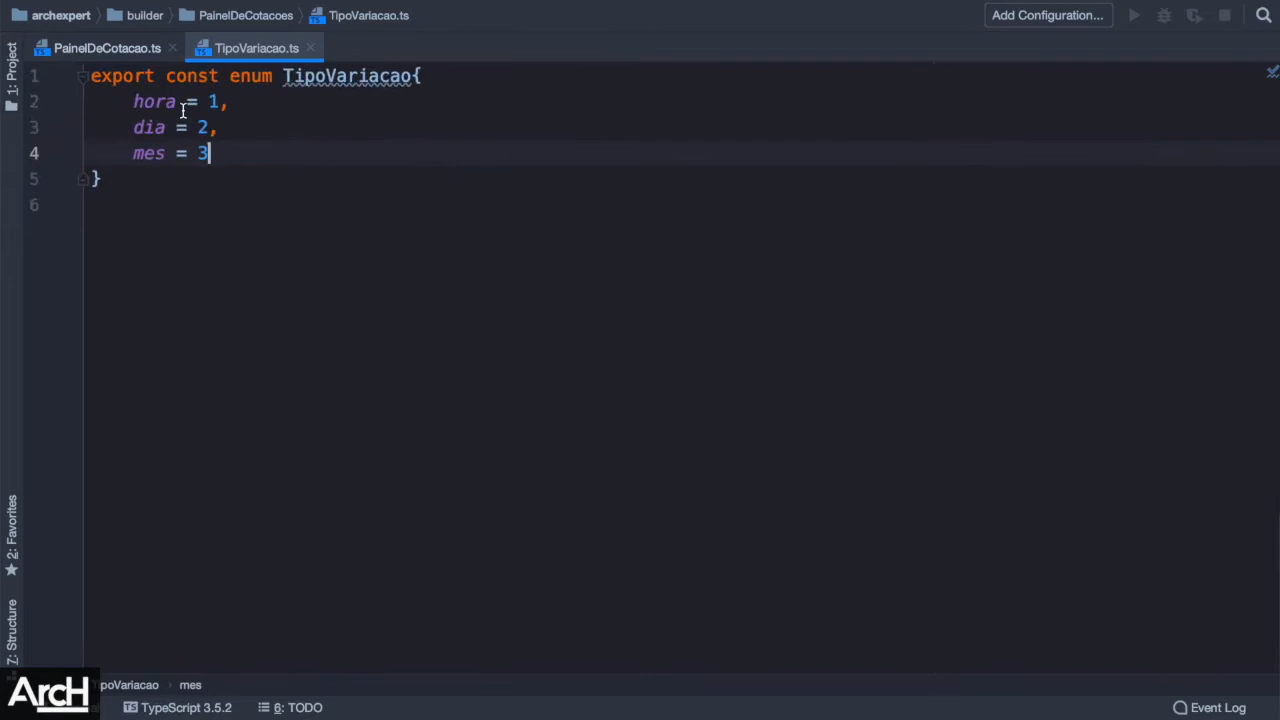 archexpert builder PainelDeCotacoes TipoVariacao.ts Add Configuration...
PainelDeCotacao.ts TipoVariacao.ts
1: Project
1 export const enum TipoVariacao{
2 hora = 1,
3 dia = 2,
4 mes = 3
5 }
6
2: Favorites
7: Structure
ipoVariacao mes
ArcH
TypeScript 3.5.2 6: TODO Event Log